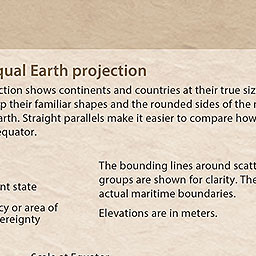 qual Earth projection
ction shows continents and countries at their true siz
p their familiar shapes and the rounded sides of the
arth. Straight parallels make it easier to compare how
equator.
The bounding lines around scatt
groups are shown for clarity. The
nt state
actual maritime boundaries.
cy or area of
Elevations are in meters.
ereignty
Scale at Equator